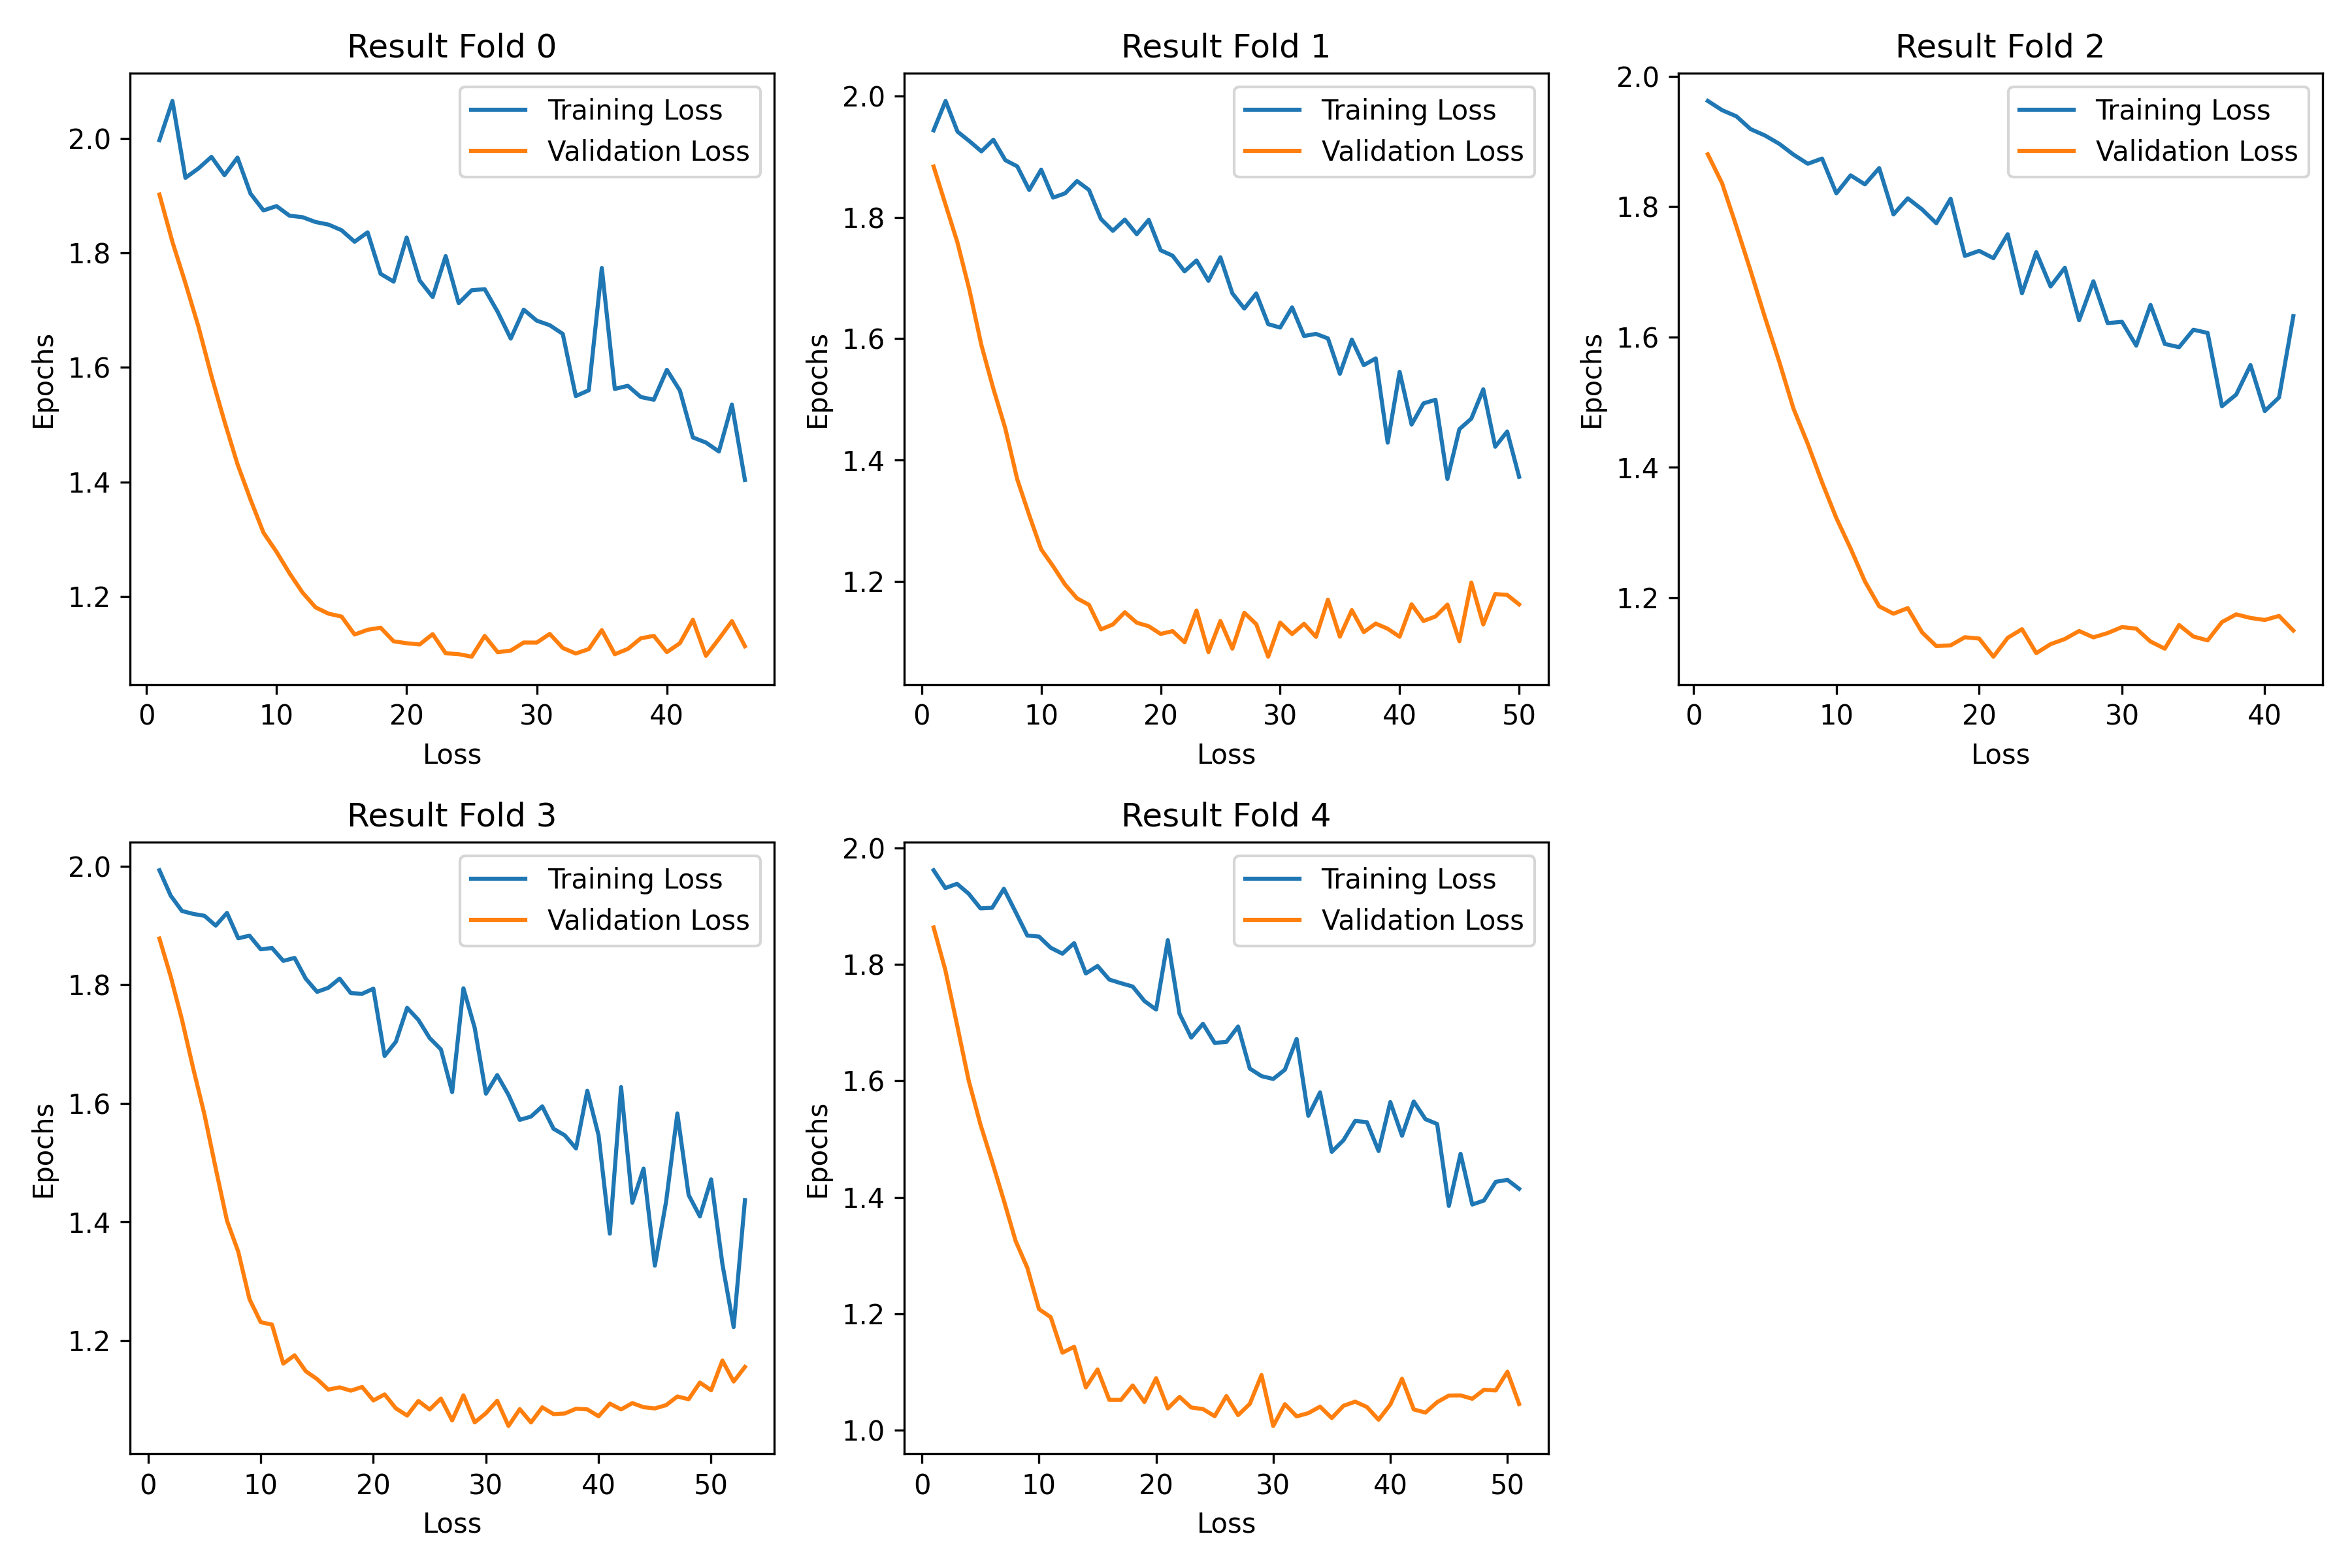 Result Fold 0
Training Loss
Validation Loss
2.0
1.8
1.6
1.4
1.2
Epochs
0 10 20 30 40
Loss
Result Fold 1
Training Loss
Validation Loss
2.0
1.8
1.6
1.4
1.2
Epochs
0 10 20 30 40 50
Loss
Result Fold 2
Training Loss
Validation Loss
2.0
1.8
1.6
1.4
1.2
Epochs
0 10 20 30 40
Loss
Result Fold 3
Training Loss
Validation Loss
2.0
1.8
1.6
1.4
1.2
Epochs
0 10 20 30 40 50
Loss
Result Fold 4
Training Loss
Validation Loss
2.0
1.8
1.6
1.4
1.2
1.0
Epochs
0 10 20 30 40 50
Loss